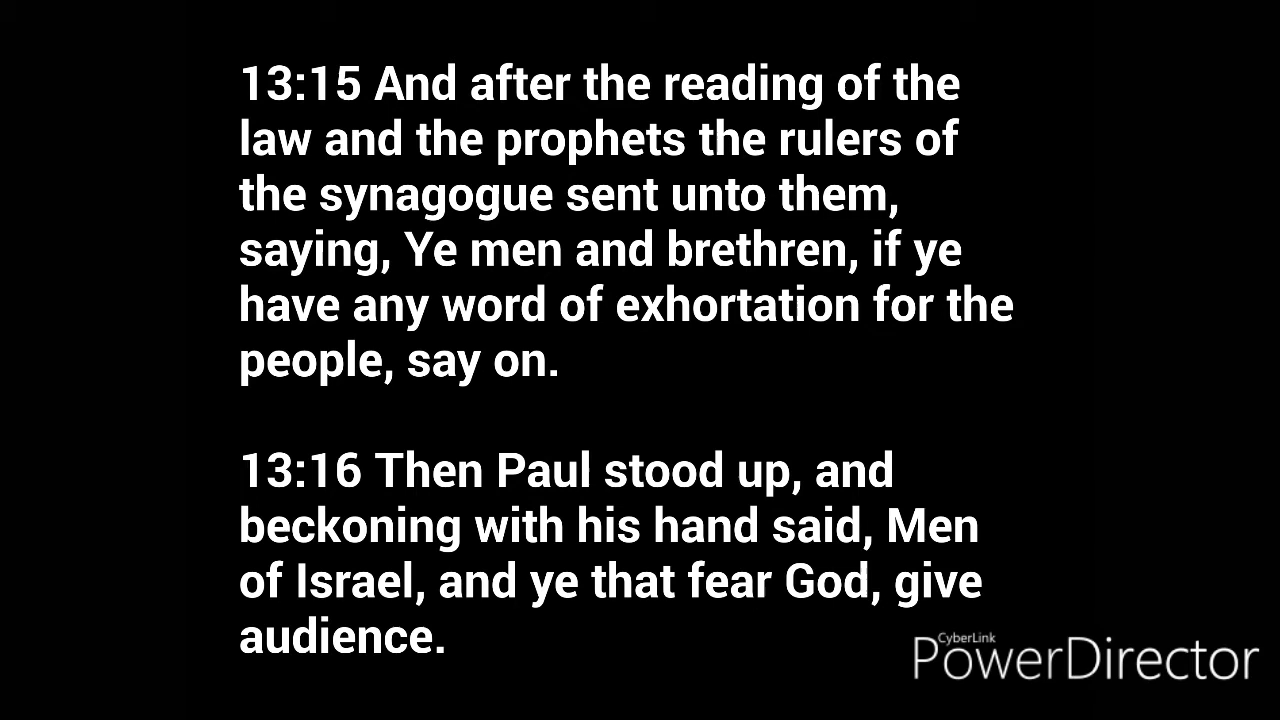 13:15 And after the reading of the
law and the prophets the rulers of
the synagogue sent unto them,
saying, Ye men and brethren, if ye
have any word of exhortation for the
people, say on.
13:16 Then Paul stood up, and
beckoning with his hand said, Men
of Israel, and ye that fear God, give
audience.
CyberLink
PowerDirector